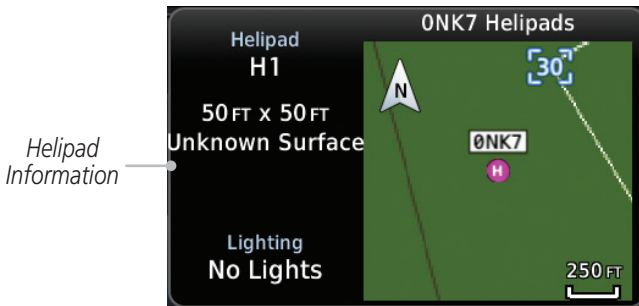 Helipad
Information
Helipad
H1
50 FT x 50 FT
Unknown Surface
Lighting
No Lights
0NK7 Helipads
30
N
0NK7
H
250 FT